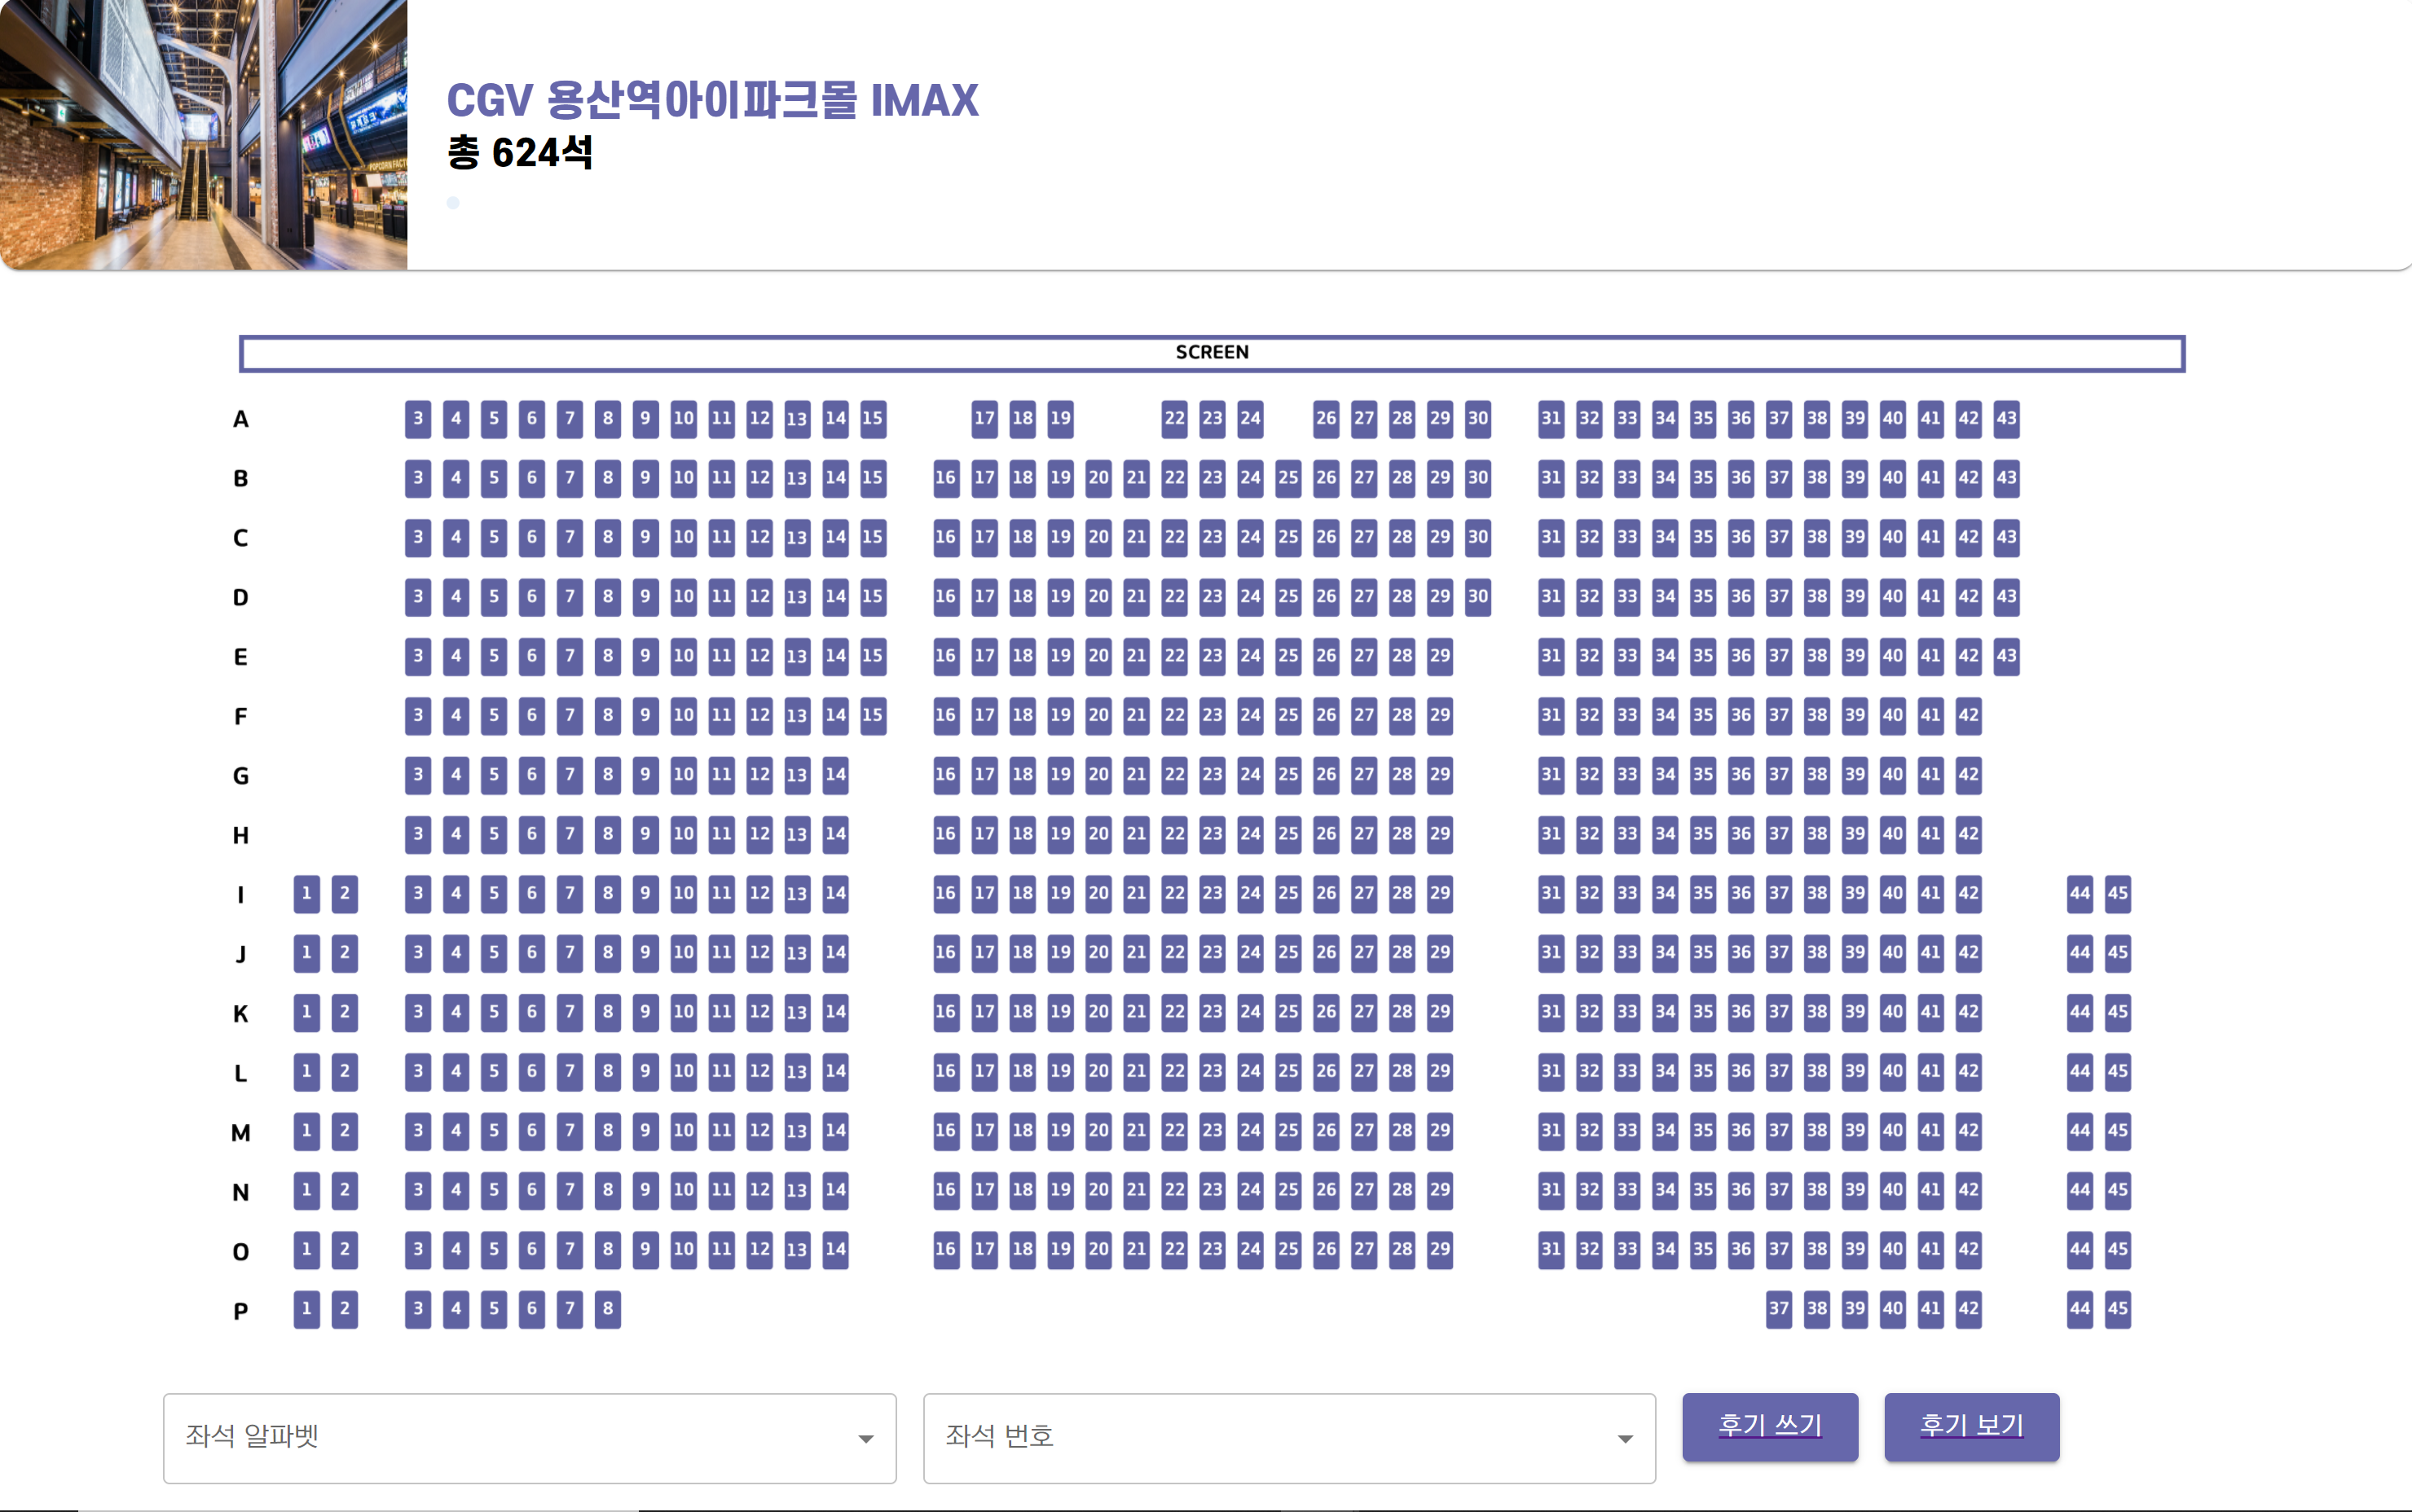 CGV 용산역아이파크몰 IMAX
총 624석
SCREEN
A 3 4 5 6 7 8 9 10 11 12 13 14 15 17 18 19 22 23 24 26 27 28 29 30 31 32 33 34 35 36 37 38 39 40 41 42 43
B 3 4 5 6 7 8 9 10 11 12 13 14 15 16 17 18 19 20 21 22 23 24 25 26 27 28 29 30 31 32 33 34 35 36 37 38 39 40 41 42 43
C 3 4 5 6 7 8 9 10 11 12 13 14 15 16 17 18 19 20 21 22 23 24 25 26 27 28 29 30 31 32 33 34 35 36 37 38 39 40 41 42 43
D 3 4 5 6 7 8 9 10 11 12 13 14 15 16 17 18 19 20 21 22 23 24 25 26 27 28 29 30 31 32 33 34 35 36 37 38 39 40 41 42 43
E 3 4 5 6 7 8 9 10 11 12 13 14 15 16 17 18 19 20 21 22 23 24 25 26 27 28 29 31 32 33 34 35 36 37 38 39 40 41 42 43
F 3 4 5 6 7 8 9 10 11 12 13 14 15 16 17 18 19 20 21 22 23 24 25 26 27 28 29 31 32 33 34 35 36 37 38 39 40 41 42
G 3 4 5 6 7 8 9 10 11 12 13 14 16 17 18 19 20 21 22 23 24 25 26 27 28 29 31 32 33 34 35 36 37 38 39 40 41 42
H 3 4 5 6 7 8 9 10 11 12 13 14 16 17 18 19 20 21 22 23 24 25 26 27 28 29 31 32 33 34 35 36 37 38 39 40 41 42
I 1 2 3 4 5 6 7 8 9 10 11 12 13 14 16 17 18 19 20 21 22 23 24 25 26 27 28 29 31 32 33 34 35 36 37 38 39 40 41 42 44 45
J 1 2 3 4 5 6 7 8 9 10 11 12 13 14 16 17 18 19 20 21 22 23 24 25 26 27 28 29 31 32 33 34 35 36 37 38 39 40 41 42 44 45
K 1 2 3 4 5 6 7 8 9 10 11 12 13 14 16 17 18 19 20 21 22 23 24 25 26 27 28 29 31 32 33 34 35 36 37 38 39 40 41 42 44 45
L 1 2 3 4 5 6 7 8 9 10 11 12 13 14 16 17 18 19 20 21 22 23 24 25 26 27 28 29 31 32 33 34 35 36 37 38 39 40 41 42 44 45
M 1 2 3 4 5 6 7 8 9 10 11 12 13 14 16 17 18 19 20 21 22 23 24 25 26 27 28 29 31 32 33 34 35 36 37 38 39 40 41 42 44 45
N 1 2 3 4 5 6 7 8 9 10 11 12 13 14 16 17 18 19 20 21 22 23 24 25 26 27 28 29 31 32 33 34 35 36 37 38 39 40 41 42 44 45
O 1 2 3 4 5 6 7 8 9 10 11 12 13 14 16 17 18 19 20 21 22 23 24 25 26 27 28 29 31 32 33 34 35 36 37 38 39 40 41 42 44 45
P 1 2 3 4 5 6 7 8 37 38 39 40 41 42 44 45
좌석 알파벳 좌석 번호 후기 쓰기 후기 보기